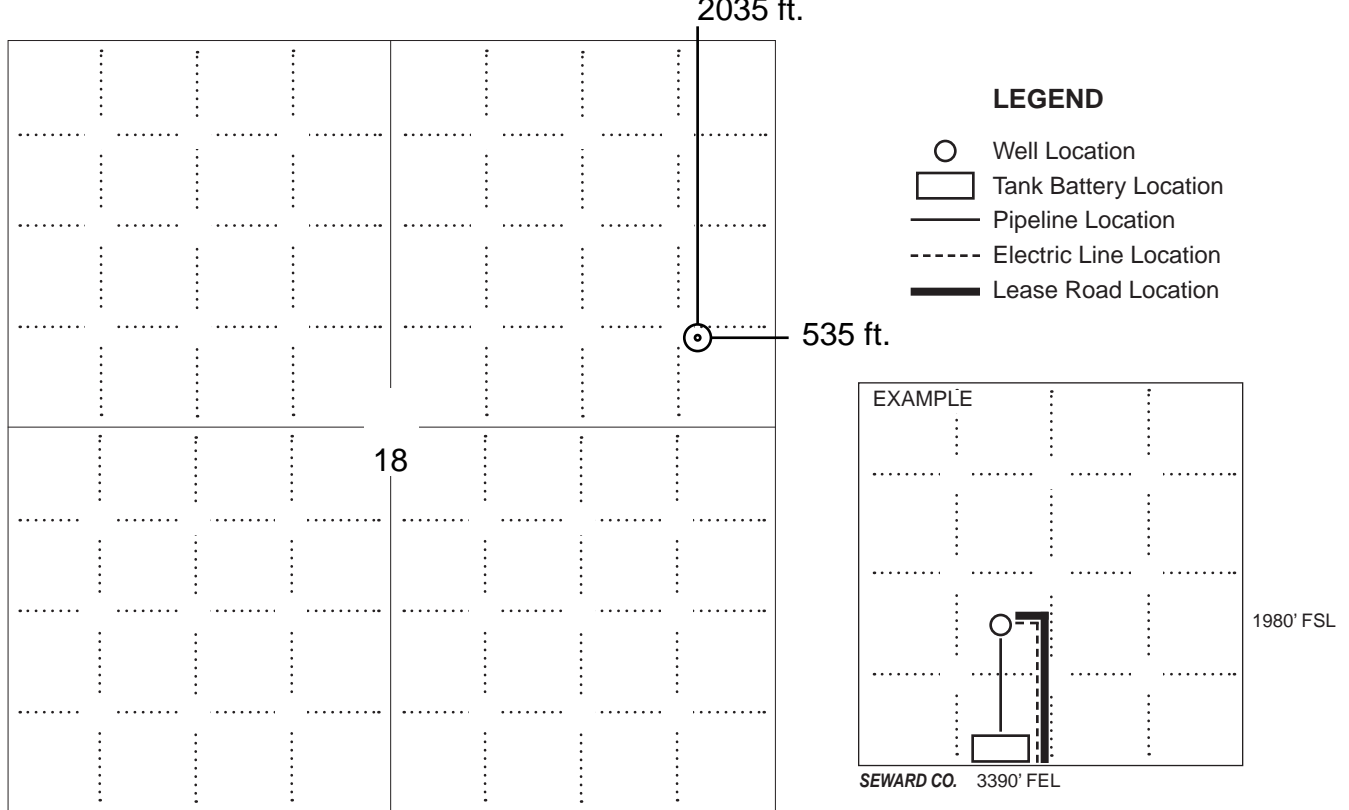 2035 ft.
LEGEND
Well Location
Tank Battery Location
Pipeline Location
Electric Line Location
Lease Road Location
535 ft.
18
EXAMPLE
1980' FSL
SEWARD CO. 3390' FEL